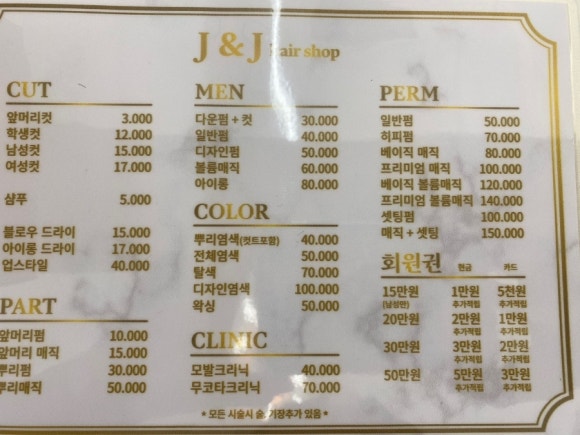 J & J hair shop
CUT
앞머리컷 3.000
학생컷 12.000
남성컷 15.000
여성컷 17.000
샴푸 5.000
블로우 드라이 15.000
아이롱 드라이 17.000
업스타일 40.000
PART
앞머리펌 10.000
앞머리 매직 15.000
뿌리펌 30.000
뿌리매직 50.000
MEN
다운펌 + 컷 30.000
일반펌 40.000
디자인펌 50.000
볼륨매직 60.000
아이롱 80.000
COLOR
뿌리염색(컷트포함) 40.000
전체염색 50.000
탈색 70.000
디자인염색 100.000
왁싱 50.000
CLINIC
모발크리닉 40.000
무코타크리닉 70.000
PERM
일반펌 50.000
히피펌 70.000
베이직 매직 80.000
프리미엄 매직 100.000
베이직 볼륨매직 120.000
프리미엄 볼륨매직 140.000
셋팅펌 100.000
매직 + 셋팅 150.000
회원권 현금 카드
15만원 1만원 5천원
(남성만) 추가적립 추가적립
20만원 2만원 1만원
추가적립 추가적립
30만원 3만원 2만원
추가적립 추가적립
50만원 5만원 3만원
추가적립 추가적립
* 모든 시술시 숱, 기장추가 있음 *